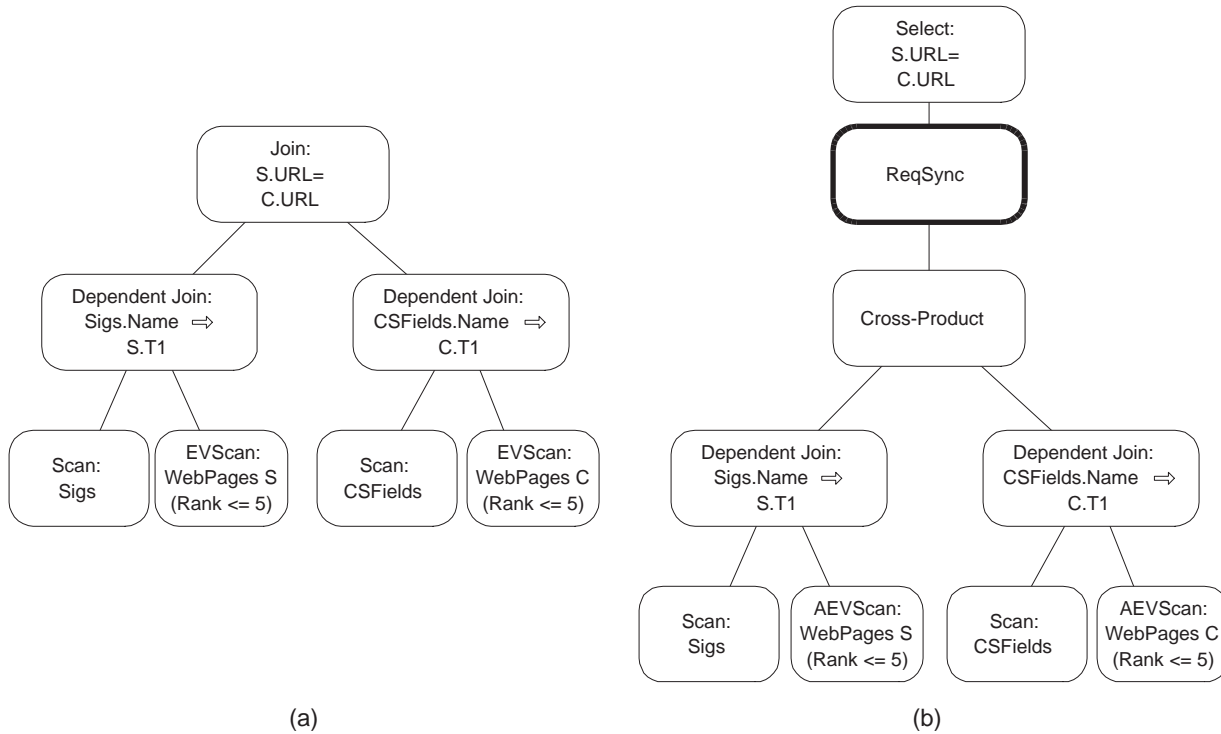 Join:
S.URL=
C.URL
Dependent Join:
Sigs.Name ⇨
S.T1
Dependent Join:
CSFields.Name ⇨
C.T1
Scan:
Sigs
EVScan:
WebPages S
(Rank <= 5)
Scan:
CSFields
EVScan:
WebPages C
(Rank <= 5)
(a)
Select:
S.URL=
C.URL
ReqSync
Cross-Product
Dependent Join:
Sigs.Name ⇨
S.T1
Dependent Join:
CSFields.Name ⇨
C.T1
Scan:
Sigs
AEVScan:
WebPages S
(Rank <= 5)
Scan:
CSFields
AEVScan:
WebPages C
(Rank <= 5)
(b)